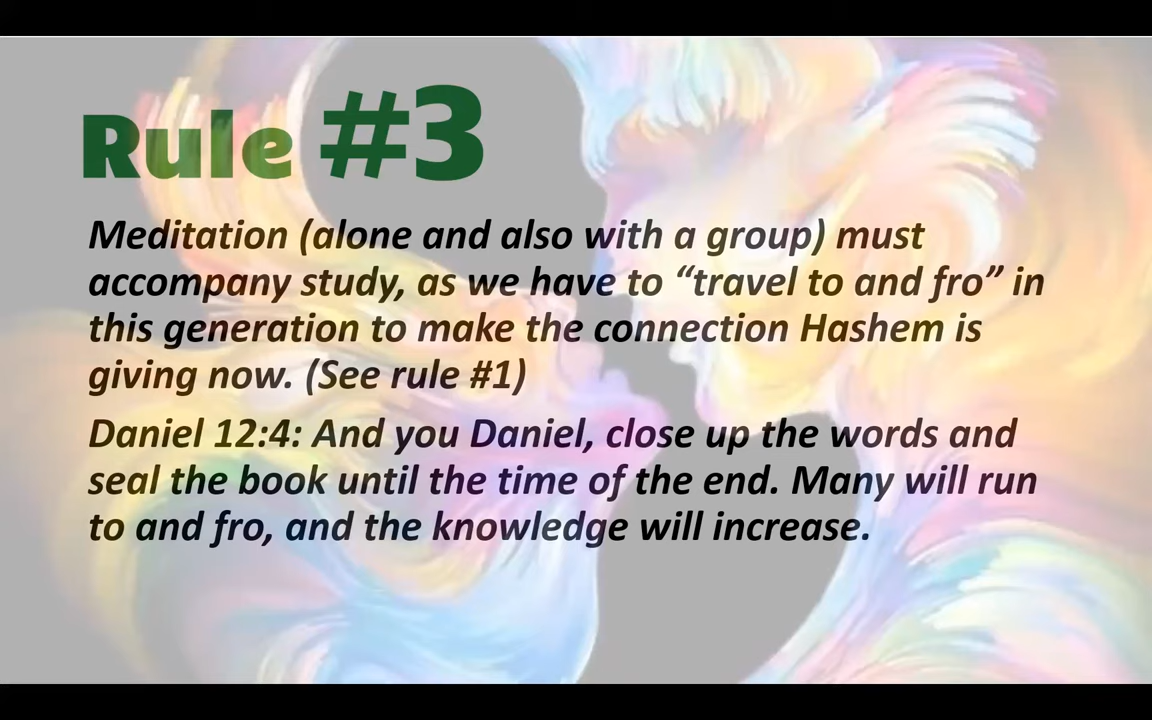 Rule #3
Meditation (alone and also with a group) must
accompany study, as we have to “travel to and fro” in
this generation to make the connection Hashem is
giving now. (See rule #1)
Daniel 12:4: And you Daniel, close up the words and
seal the book until the time of the end. Many will run
to and fro, and the knowledge will increase.